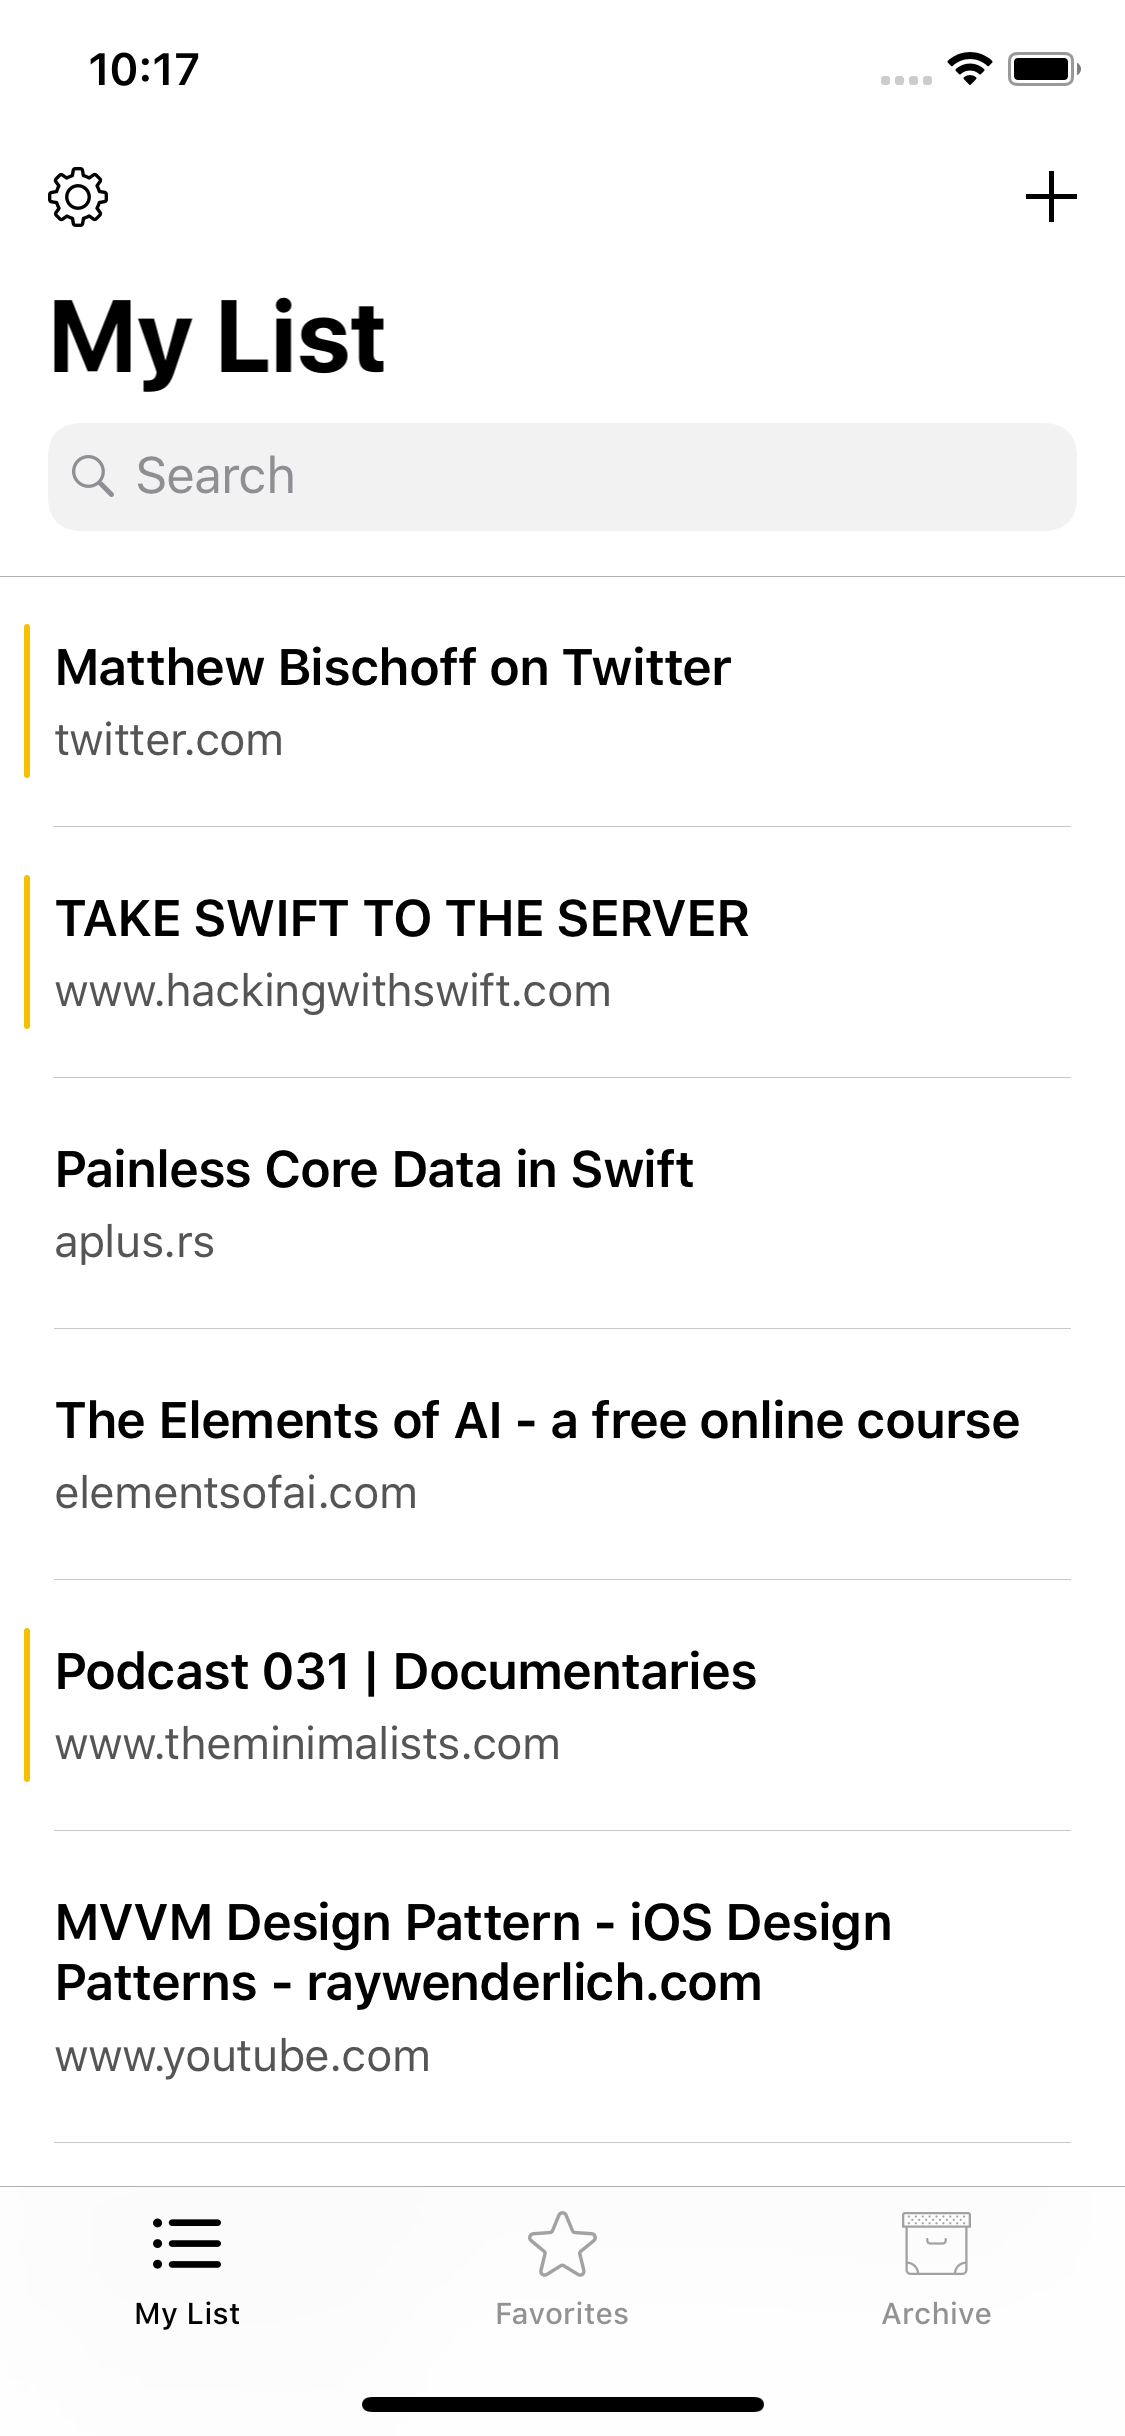 10:17
My List
Search
Matthew Bischoff on Twitter
twitter.com
TAKE SWIFT TO THE SERVER
www.hackingwithswift.com
Painless Core Data in Swift
aplus.rs
The Elements of AI - a free online course
elementsofai.com
Podcast 031 | Documentaries
www.theminimalists.com
MVVM Design Pattern - iOS Design
Patterns - raywenderlich.com
www.youtube.com
My List
Favorites
Archive